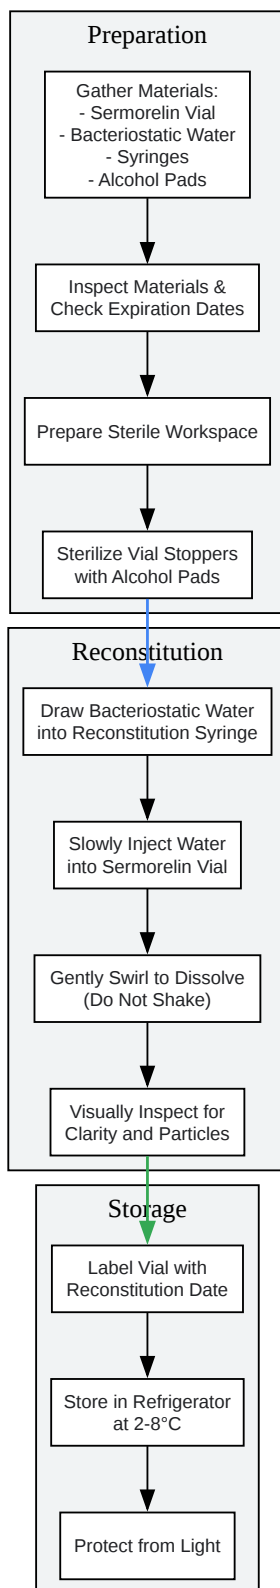 Preparation
Gather Materials:
- Sermorelin Vial
- Bacteriostatic Water
- Syringes
- Alcohol Pads
Inspect Materials &
Check Expiration Dates
Prepare Sterile Workspace
Sterilize Vial Stoppers
with Alcohol Pads
Reconstitution
Draw Bacteriostatic Water
into Reconstitution Syringe
Slowly Inject Water
into Sermorelin Vial
Gently Swirl to Dissolve
(Do Not Shake)
Visually Inspect for
Clarity and Particles
Storage
Label Vial with
Reconstitution Date
Store in Refrigerator
at 2-8°C
Protect from Light